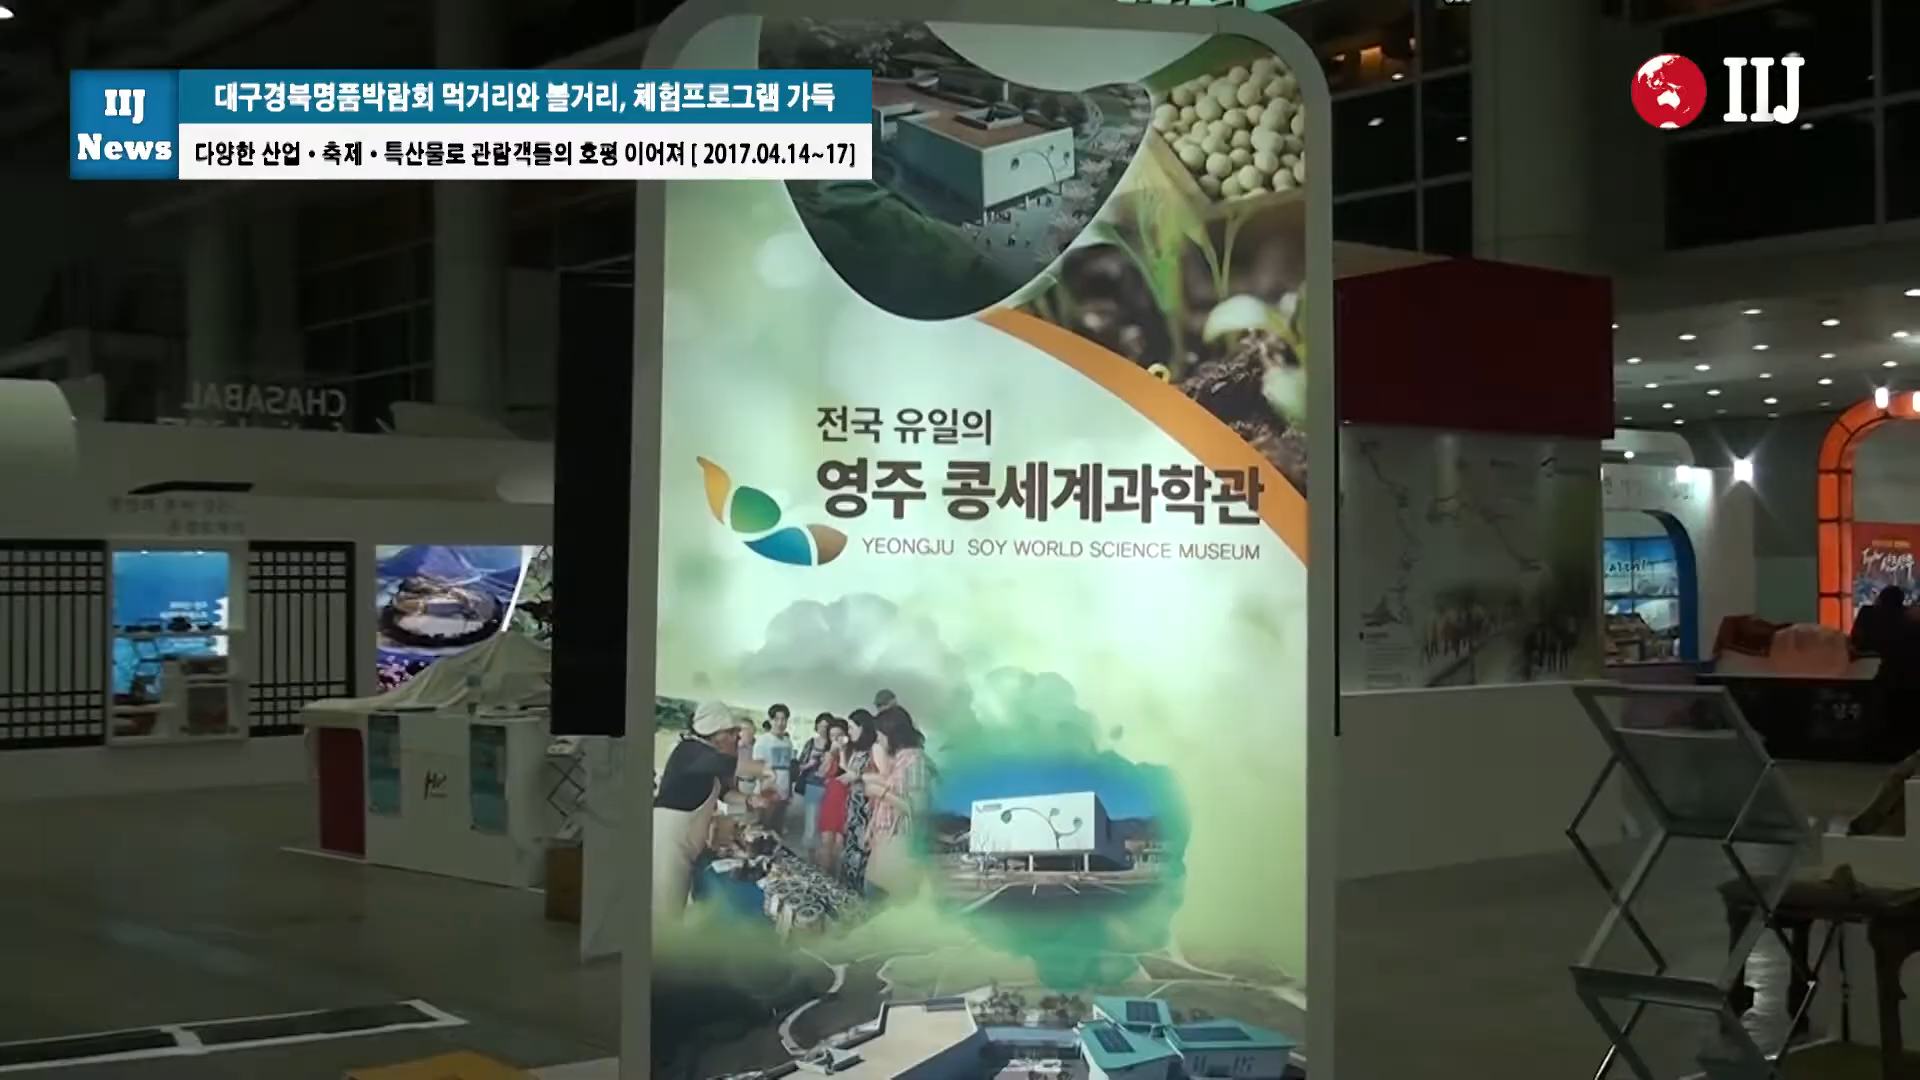 IIJ
News
대구경북명품박람회 먹거리와 볼거리, 체험프로그램 가득
다양한 산업·축제·특산물로 관람객들의 호평 이어져 [ 2017.04.14~17]
IIJ
CHASABAL
전국 유일의
영주 콩세계과학관
YEONGJU SOY WORLD SCIENCE MUSEUM